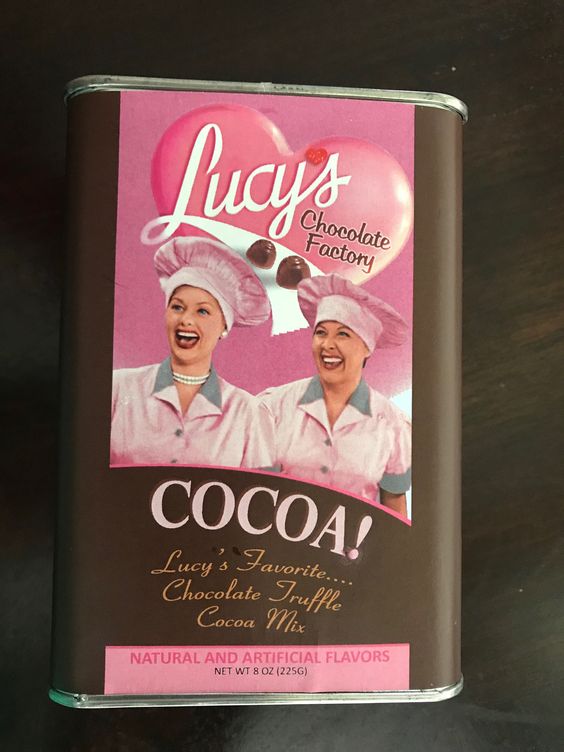 Lucy's
Chocolate
Factory
COCOA!
Lucy's Favorite....
Chocolate Truffle
Cocoa Mix
NATURAL AND ARTIFICIAL FLAVORS
NET WT 8 OZ (225G)